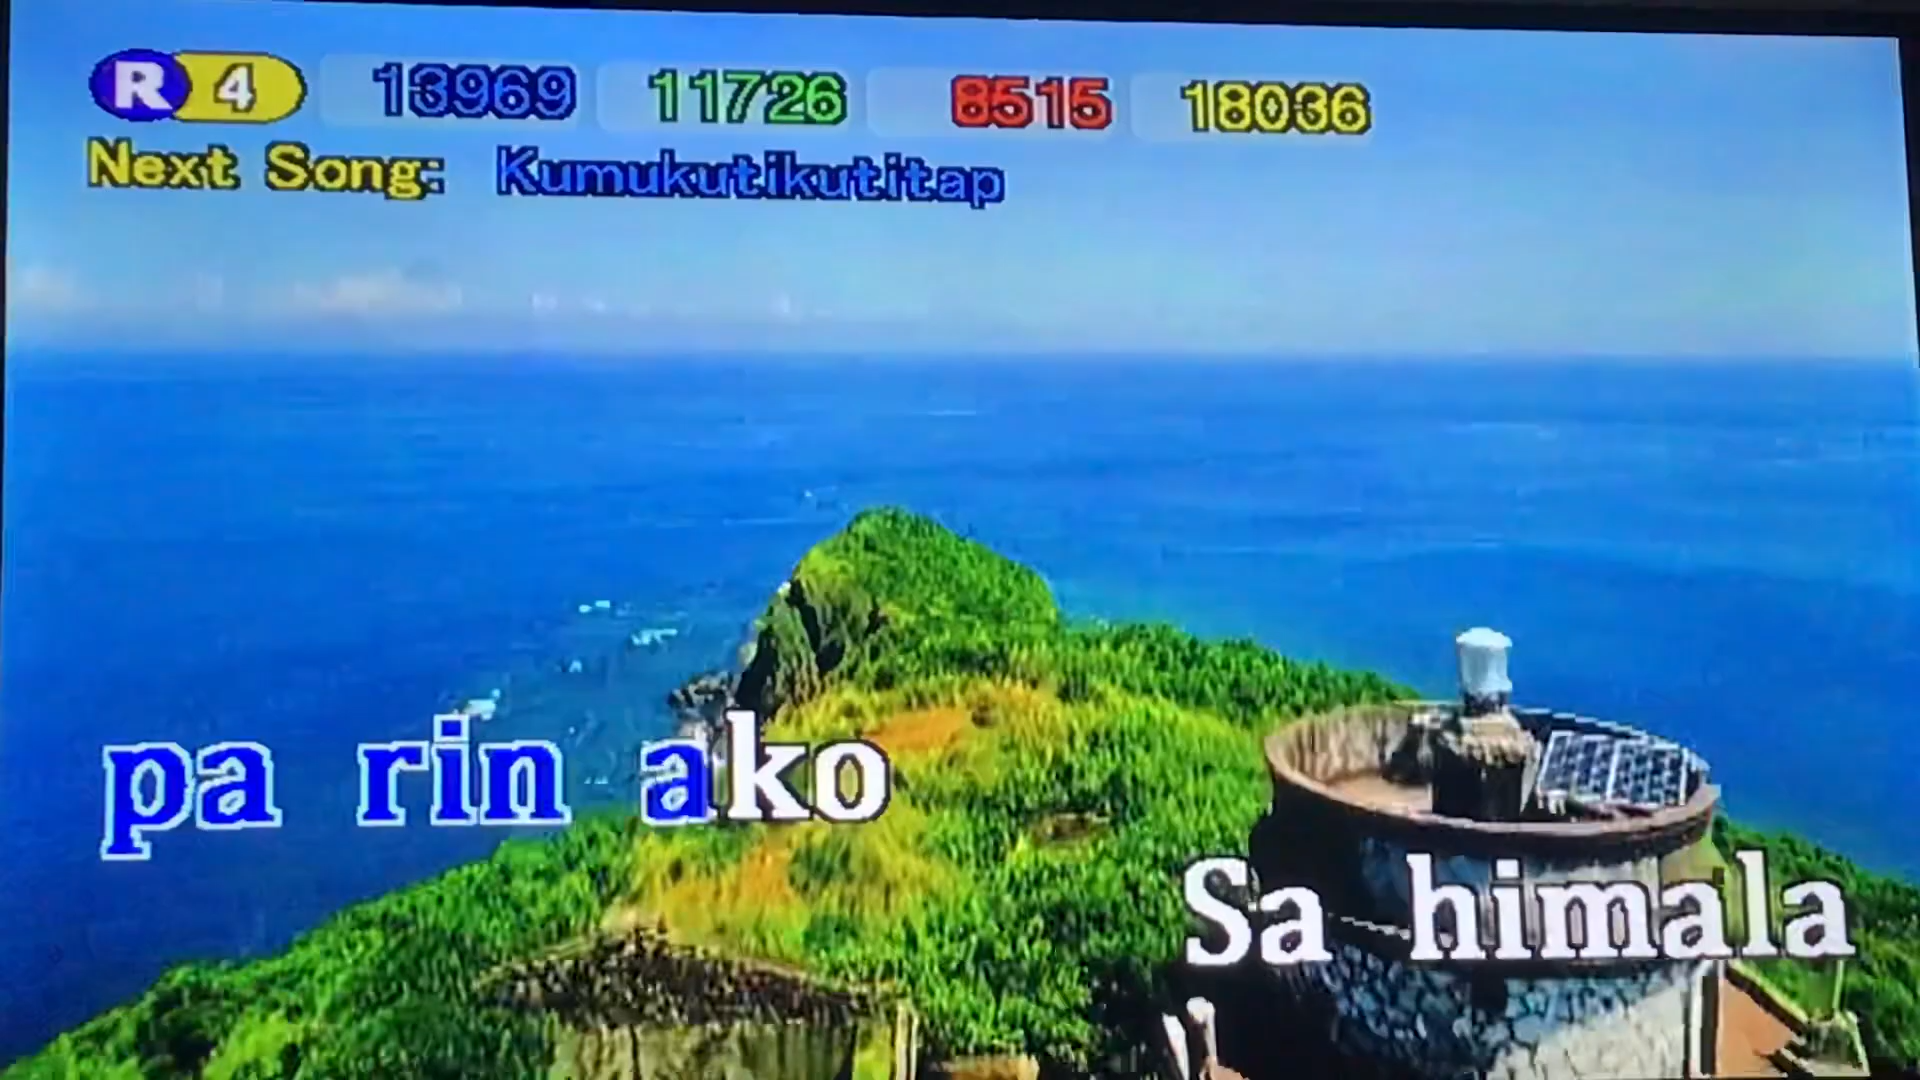 R 4 13969 11726 8515 18036
Next Song: Kumukutikutitap
pa rin ako
Sa himala